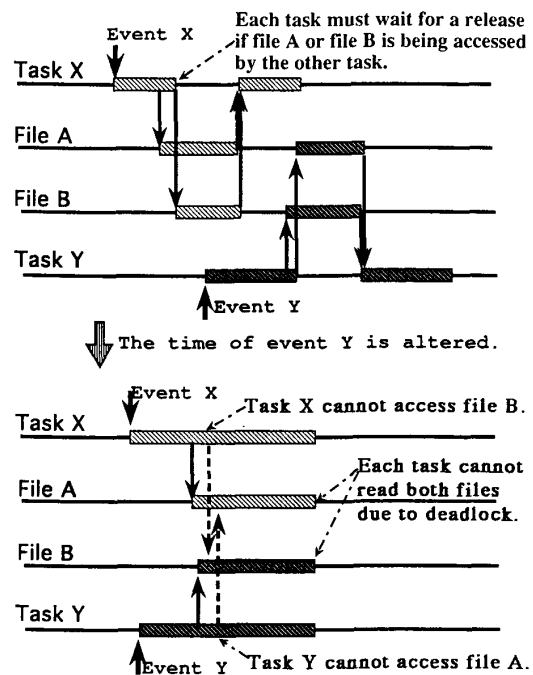 Event X
Each task must wait for a release
if file A or file B is being accessed
by the other task.
Task X
File A
File B
Task Y
Event Y
The time of event Y is altered.
Event X
Task X cannot access file B.
Task X
Each task cannot
read both files
due to deadlock.
File A
File B
Task Y
Event Y
Task Y cannot access file A.